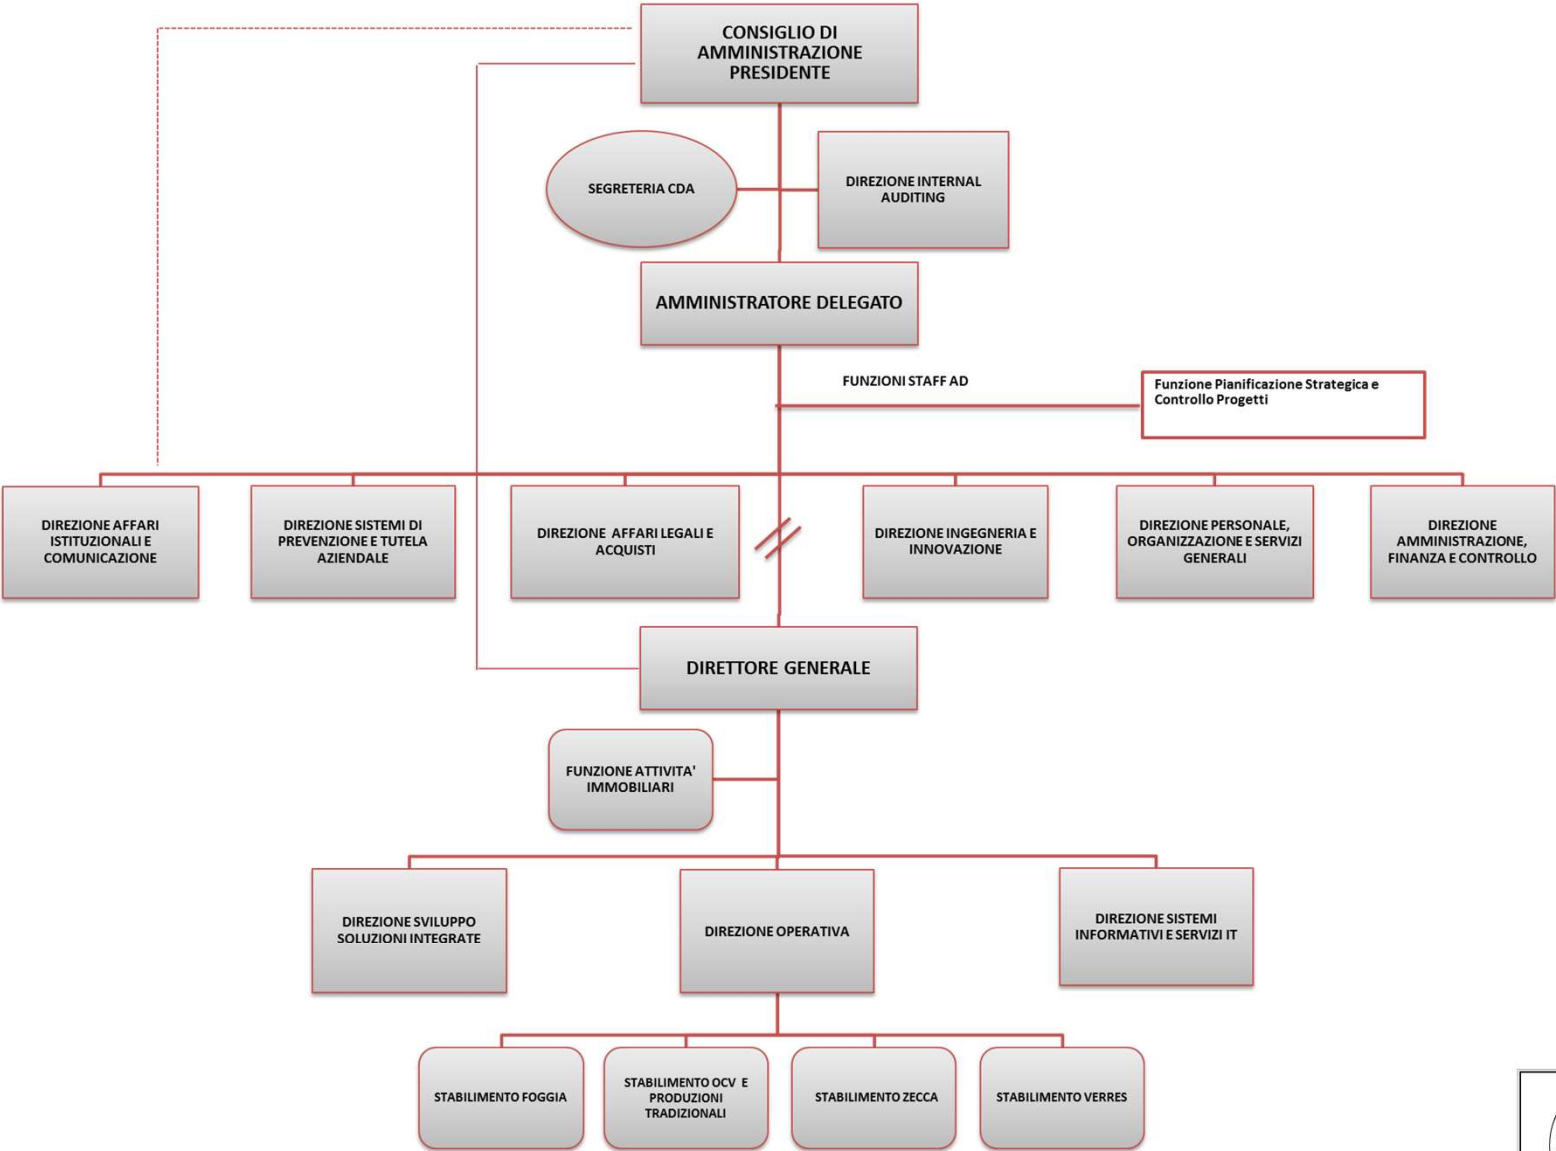 CONSIGLIO DI
AMMINISTRAZIONE
PRESIDENTE
SEGRETERIA CDA
DIREZIONE INTERNAL
AUDITING
AMMINISTRATORE DELEGATO
FUNZIONI STAFF AD
Funzione Pianificazione Strategica e
Controllo Progetti
DIREZIONE AFFARI
ISTITUZIONALI E
COMUNICAZIONE
DIREZIONE SISTEMI DI
PREVENZIONE E TUTELA
AZIENDALE
DIREZIONE AFFARI LEGALI E
ACQUISTI
DIREZIONE INGEGNERIA E
INNOVAZIONE
DIREZIONE PERSONALE,
ORGANIZZAZIONE E SERVIZI
GENERALI
DIREZIONE
AMMINISTRAZIONE,
FINANZA E CONTROLLO
DIRETTORE GENERALE
FUNZIONE ATTIVITA'
IMMOBILIARI
DIREZIONE SVILUPPO
SOLUZIONI INTEGRATE
DIREZIONE OPERATIVA
DIREZIONE SISTEMI
INFORMATIVI E SERVIZI IT
STABILIMENTO FOGGIA
STABILIMENTO OCV E
PRODUZIONI
TRADIZIONALI
STABILIMENTO ZECCA
STABILIMENTO VERRES